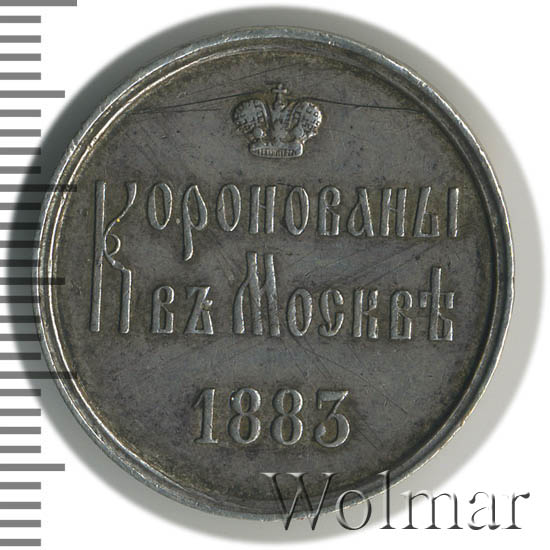 Коронованы
въ Москвѣ
1883
Wolmar